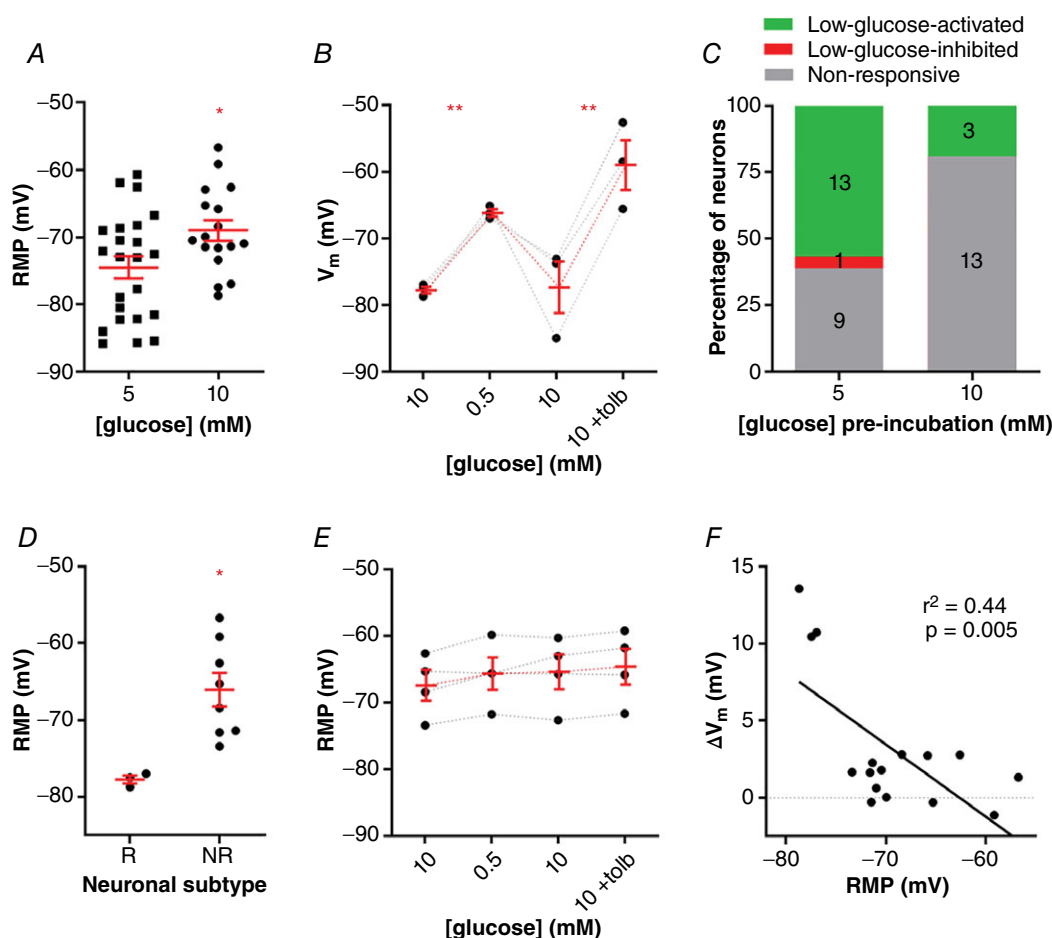 A
−50
−60
−70
−80
−90
RMP (mV)
*
5
10
[glucose] (mM)
B
−50
−60
−70
−80
−90
Vm (mV)
**
**
10
0.5
10
10 +tolb
[glucose] (mM)
Low-glucose-activated
Low-glucose-inhibited
Non-responsive
C
100
75
50
25
0
Percentage of neurons
13
1
9
3
13
5
10
[glucose] pre-incubation (mM)
D
−50
−60
−70
−80
RMP (mV)
*
R
NR
Neuronal subtype
E
−50
−60
−70
−80
−90
RMP (mV)
10
0.5
10
10 +tolb
[glucose] (mM)
F
15
10
5
0
ΔVm (mV)
r² = 0.44
p = 0.005
−80
−70
−60
RMP (mV)